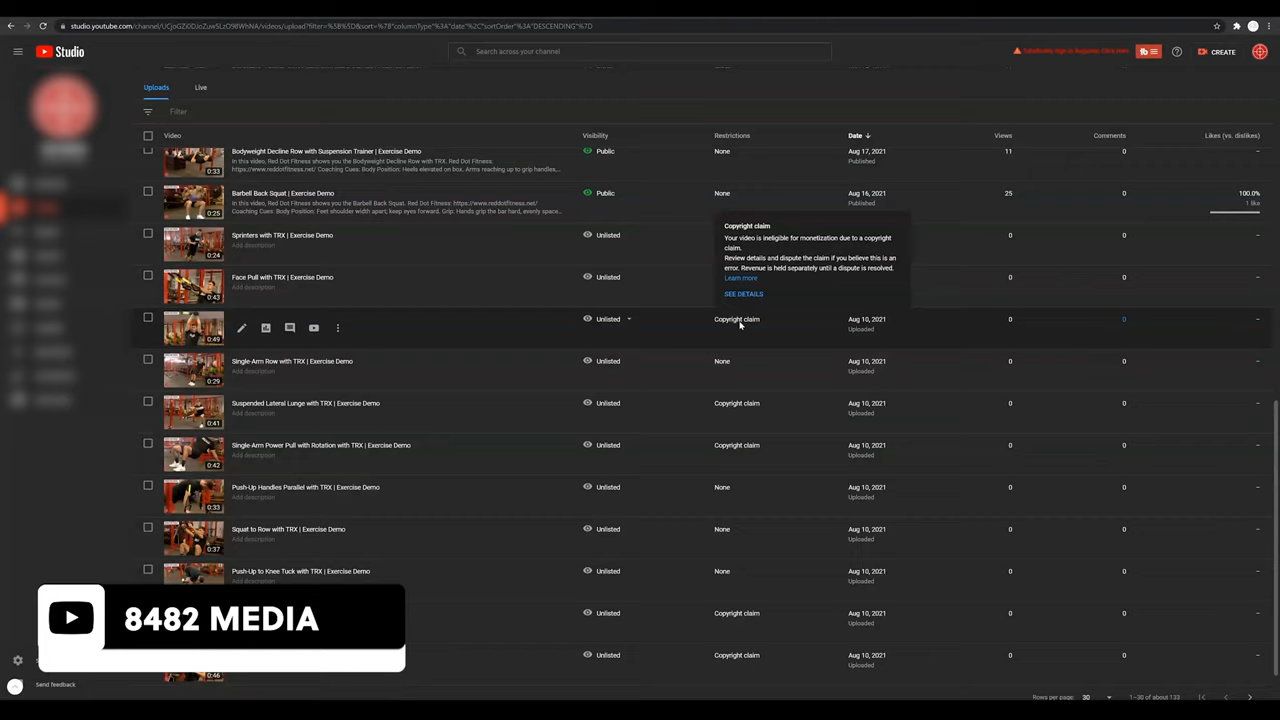 studio.youtube.com/channel/UCjoGZi0DJoZuw5LzO98WhNA/videos/upload?filter=%5B%5D&sort=%7B"columnType"%3A"date"%2C"sortOrder"%3A"DESCENDING"%7D
Studio
Search across your channel
CREATE
Uploads
Live
Filter
Video
Visibility
Restrictions
Date
Views
Comments
Likes (vs. dislikes)
Bodyweight Decline Row with Suspension Trainer | Exercise Demo
In this video, Red Dot Fitness shows you the Bodyweight Decline Row with TRX. Red Dot Fitness:
https://www.reddotfitness.net/ Coaching Cues: Body Position: Heels elevated on box. Arms reaching up to grip handles...
0:33
Public
None
Aug 17, 2021
Published
11
0
–
Barbell Back Squat | Exercise Demo
In this video, Red Dot Fitness shows you the Barbell Back Squat. Red Dot Fitness: https://www.reddotfitness.net/
Coaching Cues: Body Position: Feet shoulder width apart; keep eyes forward. Grip: Hands grip the bar hard, evenly space...
0:25
Public
None
Aug 16, 2021
Published
25
0
100.0%
1 like
Sprinters with TRX | Exercise Demo
Add description
0:24
Unlisted
0
0
–
Face Pull with TRX | Exercise Demo
Add description
0:43
Unlisted
0
0
–
Copyright claim
Your video is ineligible for monetization due to a copyright
claim.
Review details and dispute the claim if you believe this is an
error. Revenue is held separately until a dispute is resolved.
Learn more
SEE DETAILS
0:49
Unlisted
Copyright claim
Aug 10, 2021
Uploaded
0
0
–
Single-Arm Row with TRX | Exercise Demo
Add description
0:29
Unlisted
None
Aug 10, 2021
Uploaded
0
0
–
Suspended Lateral Lunge with TRX | Exercise Demo
Add description
0:41
Unlisted
Copyright claim
Aug 10, 2021
Uploaded
0
0
–
Single-Arm Power Pull with Rotation with TRX | Exercise Demo
Add description
0:42
Unlisted
Copyright claim
Aug 10, 2021
Uploaded
0
0
–
Push-Up Handles Parallel with TRX | Exercise Demo
Add description
0:33
Unlisted
None
Aug 10, 2021
Uploaded
0
0
–
Squat to Row with TRX | Exercise Demo
Add description
0:37
Unlisted
None
Aug 10, 2021
Uploaded
0
0
–
Push-Up to Knee Tuck with TRX | Exercise Demo
Add description
Unlisted
None
Aug 10, 2021
Uploaded
0
0
–
Unlisted
Copyright claim
Aug 10, 2021
Uploaded
0
0
–
Unlisted
Copyright claim
Aug 10, 2021
Uploaded
0
0
–
0:46
8482 MEDIA
Send feedback
Rows per page:
30
1–30 of about 133